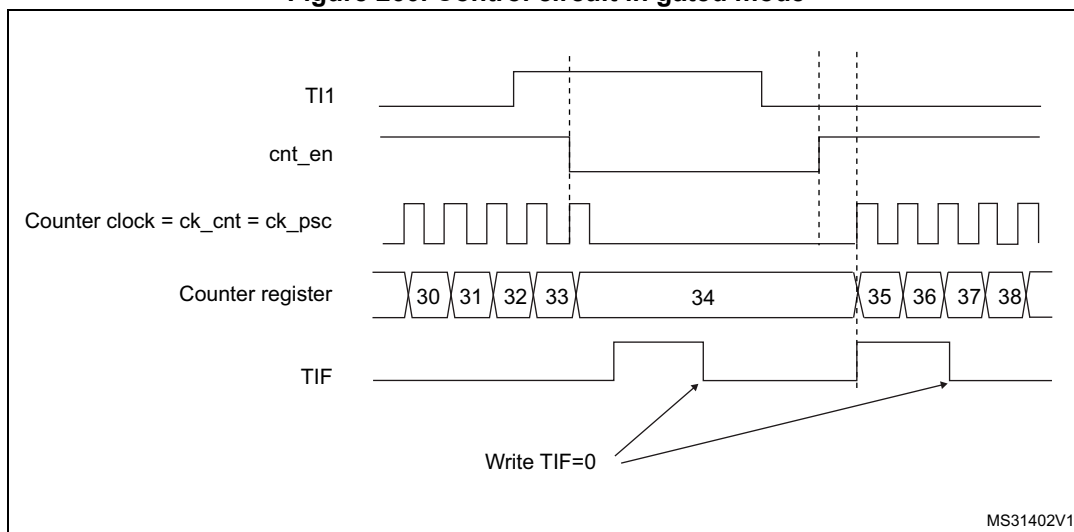 TI1
cnt_en
Counter clock = ck_cnt = ck_psc
Counter register
30 31 32 33 34 35 36 37 38
TIF
Write TIF=0
MS31402V1